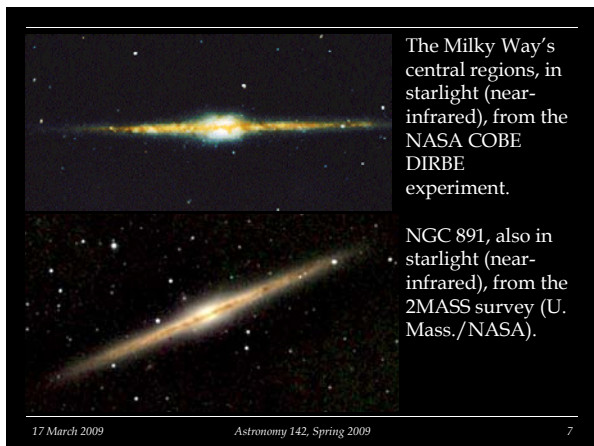 The Milky Way's
central regions, in
starlight (near-
infrared), from the
NASA COBE
DIRBE
experiment.
NGC 891, also in
starlight (near-
infrared), from the
2MASS survey (U.
Mass./NASA).
17 March 2009
Astronomy 142, Spring 2009
7